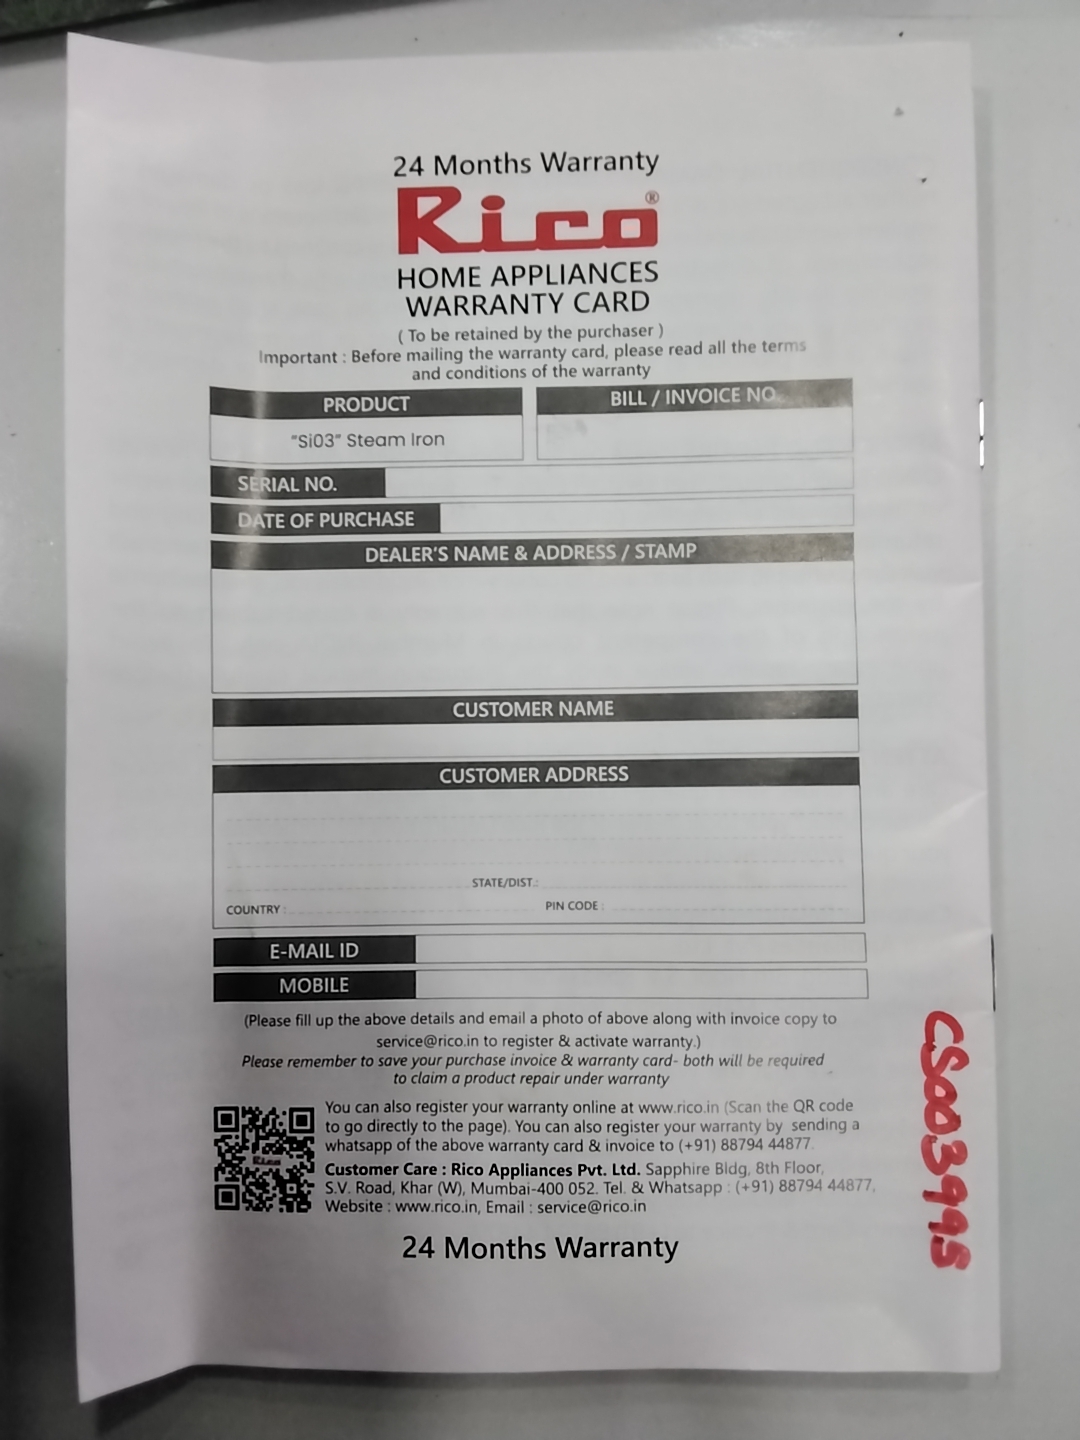 24 Months Warranty
Rico®
HOME APPLIANCES
WARRANTY CARD
( To be retained by the purchaser )
Important : Before mailing the warranty card, please read all the terms
and conditions of the warranty
PRODUCT
BILL / INVOICE NO.
"Si03" Steam Iron
SERIAL NO.
DATE OF PURCHASE
DEALER'S NAME & ADDRESS / STAMP
CUSTOMER NAME
CUSTOMER ADDRESS
STATE/DIST.:
COUNTRY :
PIN CODE :
E-MAIL ID
MOBILE
(Please fill up the above details and email a photo of above along with invoice copy to
service@rico.in to register & activate warranty.)
Please remember to save your purchase invoice & warranty card- both will be required
to claim a product repair under warranty
You can also register your warranty online at www.rico.in (Scan the QR code
to go directly to the page). You can also register your warranty by sending a
whatsapp of the above warranty card & invoice to (+91) 88794 44877.
Customer Care : Rico Appliances Pvt. Ltd. Sapphire Bldg, 8th Floor,
S.V. Road, Khar (W), Mumbai-400 052. Tel. & Whatsapp : (+91) 88794 44877,
Website : www.rico.in, Email : service@rico.in
24 Months Warranty
CS003995